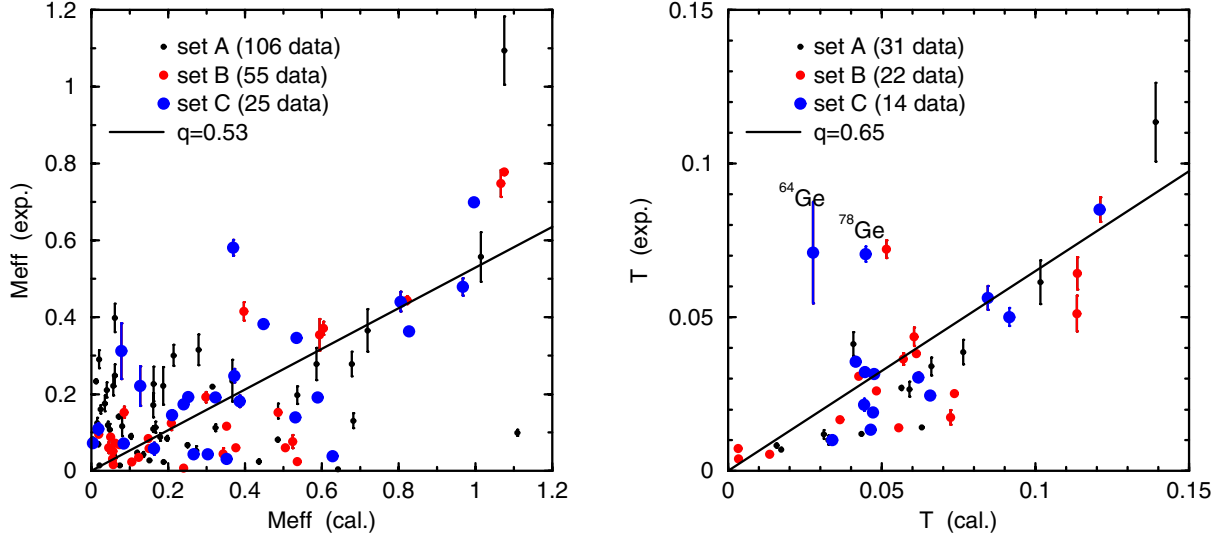 1.2
1
0.8
0.6
0.4
0.2
0
Meff (exp.)
set A (106 data)
set B (55 data)
set C (25 data)
q=0.53
0 0.2 0.4 0.6 0.8 1 1.2
Meff (cal.)
0.15
0.10
0.05
0
T (exp.)
set A (31 data)
set B (22 data)
set C (14 data)
q=0.65
64Ge
78Ge
0 0.05 0.1 0.15
T (cal.)